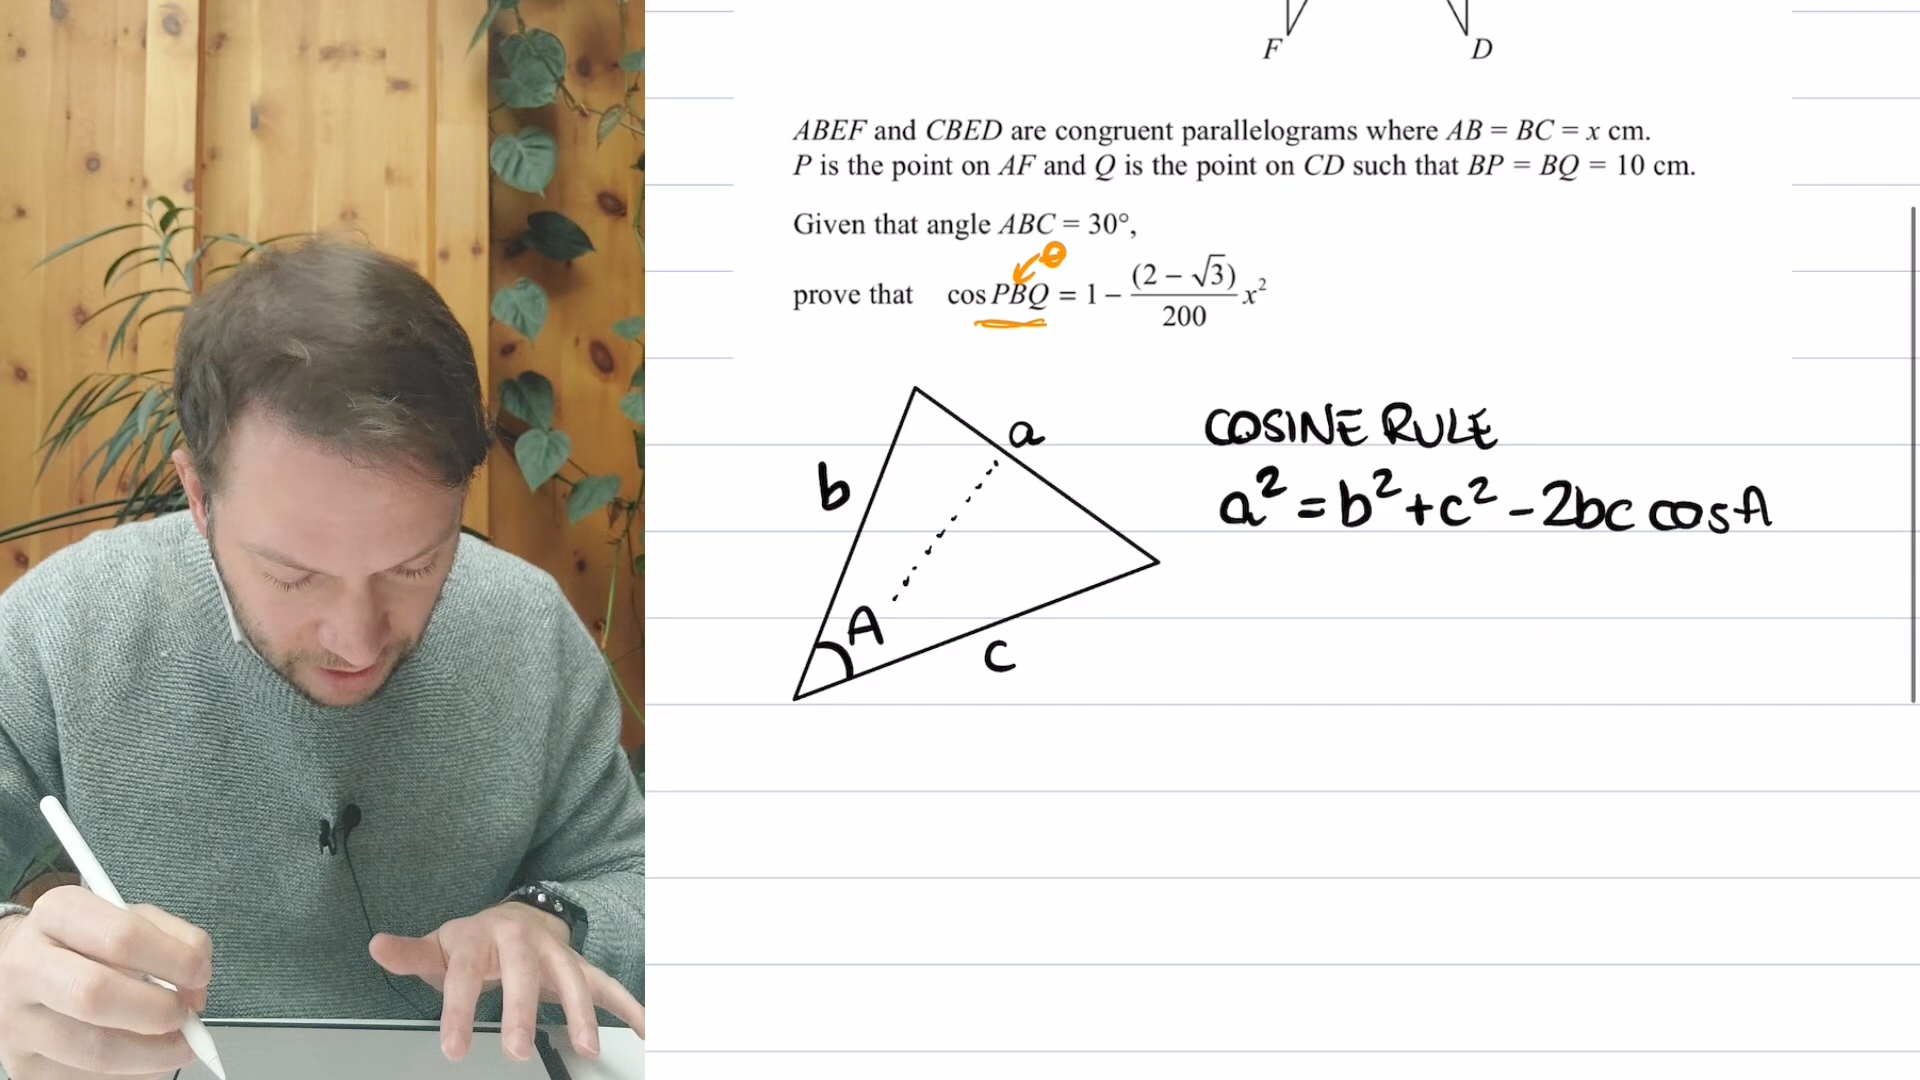 F
D
ABEF and CBED are congruent parallelograms where AB = BC = x cm.
P is the point on AF and Q is the point on CD such that BP = BQ = 10 cm.
Given that angle ABC = 30°,
prove that cos PBQ = 1 − (2 − √3)/200 x²
a
b
A
c
COSINE RULE
a² = b² + c² - 2bc cosA